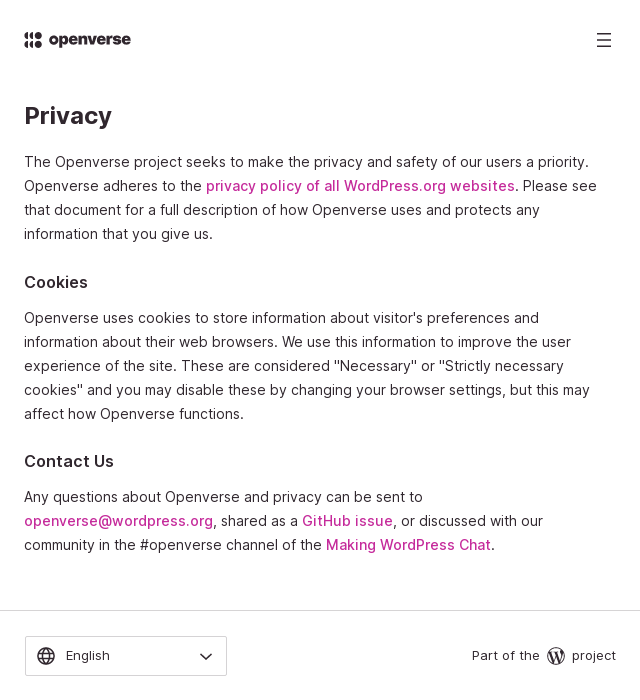 openverse
Privacy
The Openverse project seeks to make the privacy and safety of our users a priority.
Openverse adheres to the privacy policy of all WordPress.org websites. Please see
that document for a full description of how Openverse uses and protects any
information that you give us.
Cookies
Openverse uses cookies to store information about visitor's preferences and
information about their web browsers. We use this information to improve the user
experience of the site. These are considered "Necessary" or "Strictly necessary
cookies" and you may disable these by changing your browser settings, but this may
affect how Openverse functions.
Contact Us
Any questions about Openverse and privacy can be sent to
openverse@wordpress.org, shared as a GitHub issue, or discussed with our
community in the #openverse channel of the Making WordPress Chat.
English
Part of the project